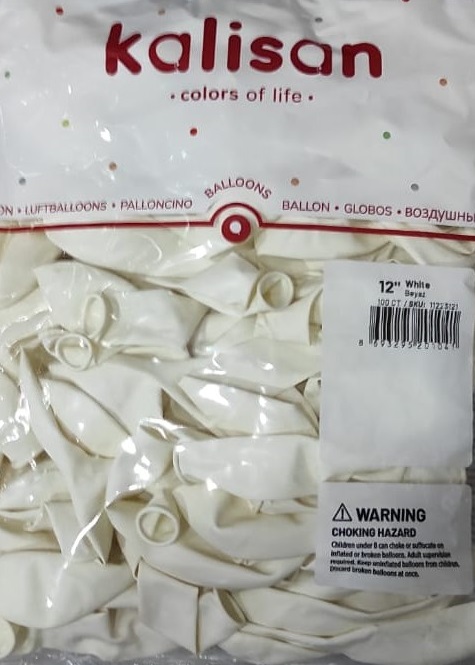 kalisan
• colors of life •
BALLOONS
• LUFTBALLOONS • PALLONCINO
BALLON • GLOBOS •
12" White
Beyaz
100 CT / SKU: 11223121
WARNING
CHOKING HAZARD
Children under 8 can choke or suffocate on
inflated or broken balloons. Adult supervision
required. Keep uninflated balloons from children.
Discard broken balloons at once.